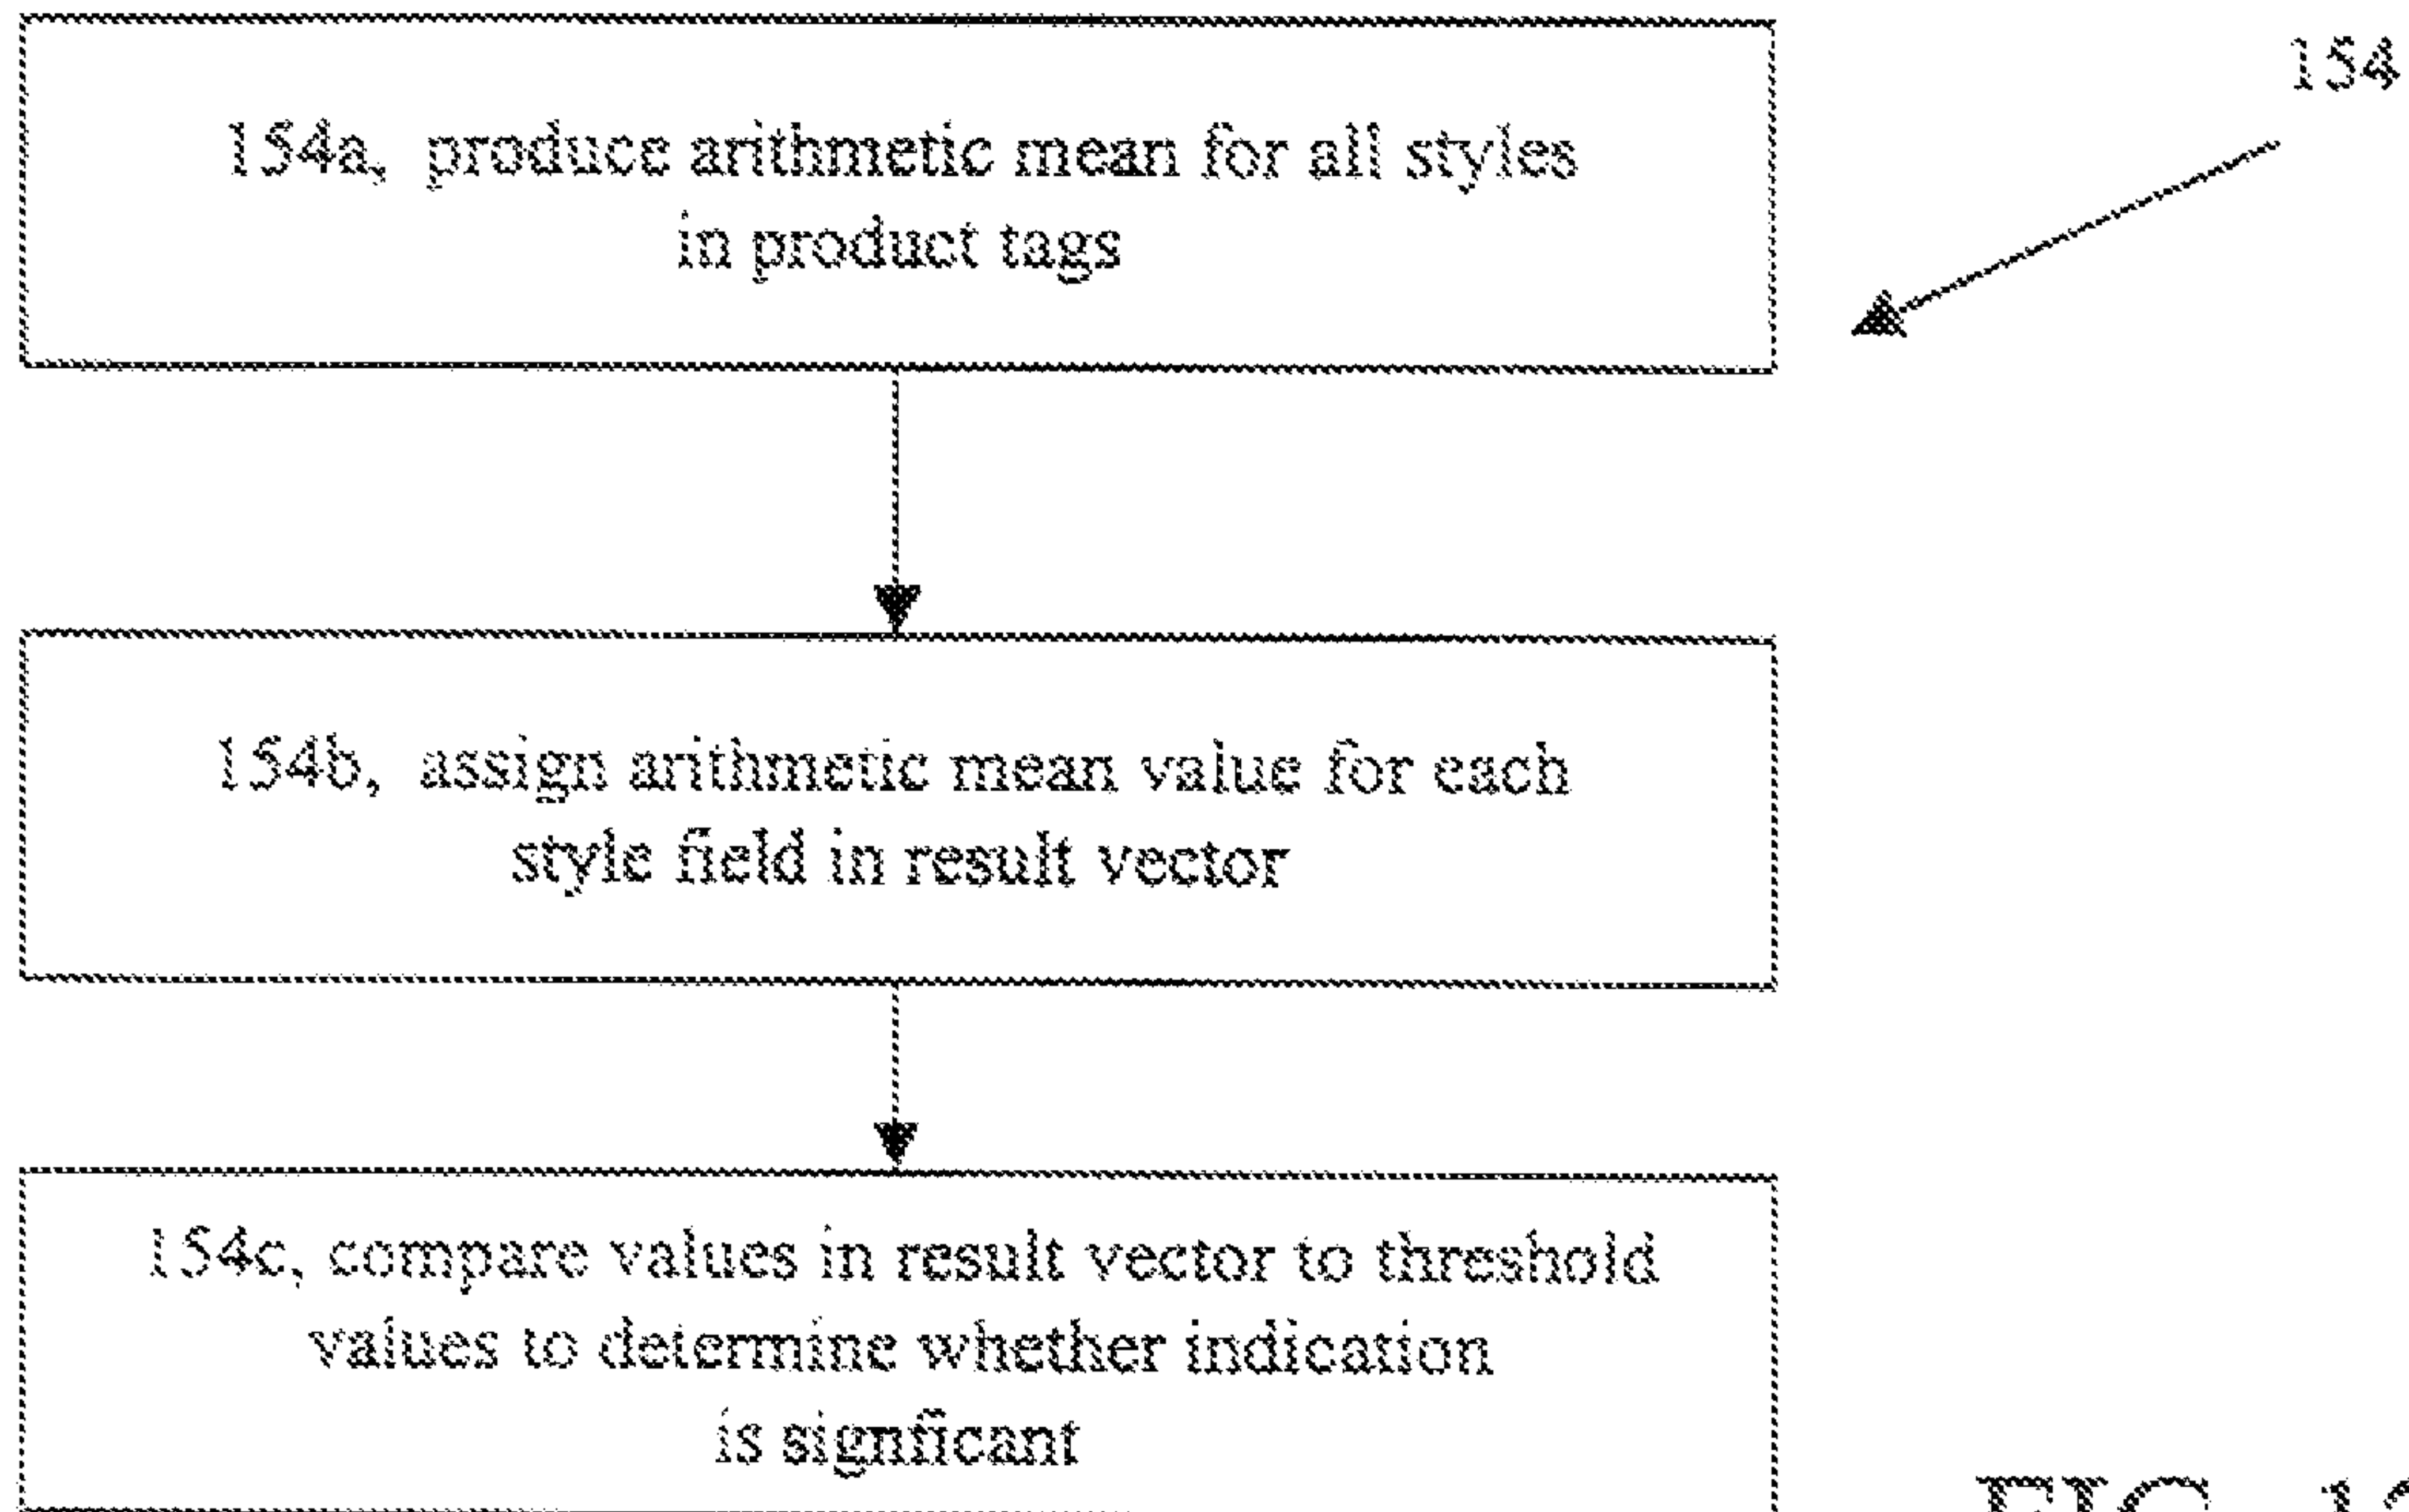 154
154a, produce arithmetic mean for all styles
in product tags
154b, assign arithmetic mean value for each
style field in result vector
154c, compare values in result vector to threshold
values to determine whether indication
is signficant
FIG.